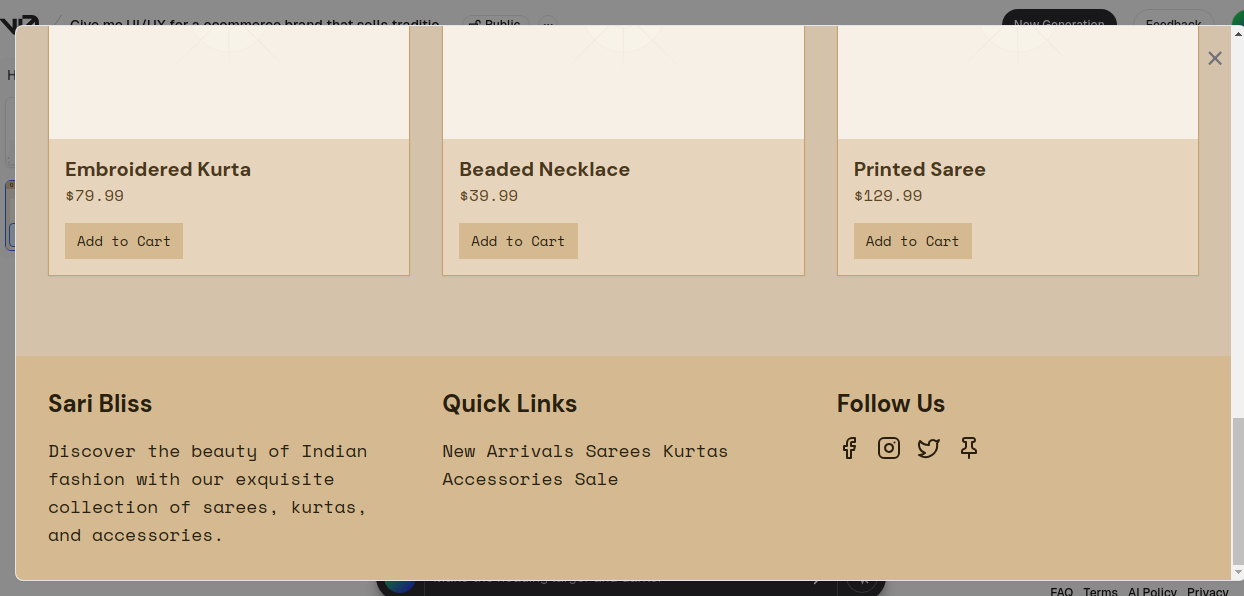 Give me UI/UX for a ecommerce brand that sells traditio
Public
New Generation
Feedback
H
Embroidered Kurta
$79.99
Add to Cart
Beaded Necklace
$39.99
Add to Cart
Printed Saree
$129.99
Add to Cart
Sari Bliss
Discover the beauty of Indian
fashion with our exquisite
collection of sarees, kurtas,
and accessories.
Quick Links
New Arrivals Sarees Kurtas
Accessories Sale
Follow Us
FAQ Terms AI Policy Privacy